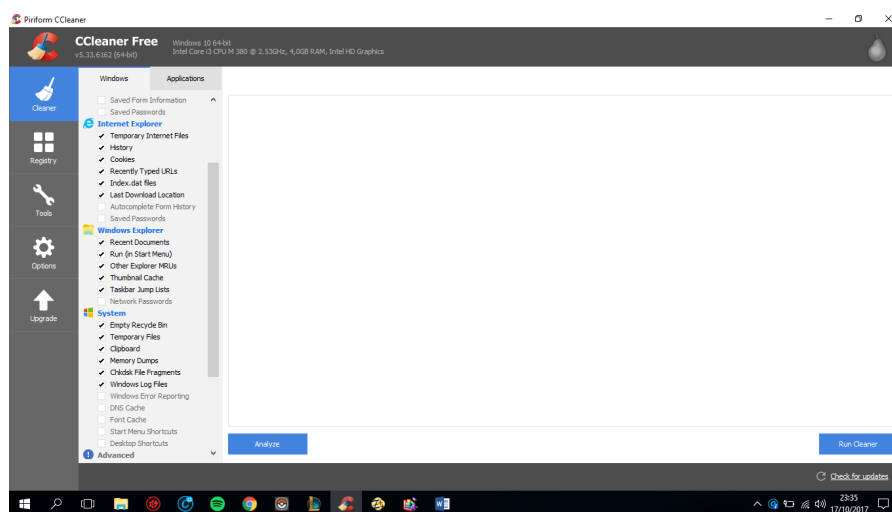 Piriform CCleaner
CCleaner Free
v5.33.6162 (64-bit)
Windows 10 64-bit
Intel Core i3 CPU M 380 @ 2.53GHz, 4,0GB RAM, Intel HD Graphics
Cleaner
Registry
Tools
Options
Upgrade
Windows
Applications
Saved Form Information
Saved Passwords
Internet Explorer
Temporary Internet Files
History
Cookies
Recently Typed URLs
Index.dat files
Last Download Location
Autocomplete Form History
Saved Passwords
Windows Explorer
Recent Documents
Run (in Start Menu)
Other Explorer MRUs
Thumbnail Cache
Taskbar Jump Lists
Network Passwords
System
Empty Recycle Bin
Temporary Files
Clipboard
Memory Dumps
Chkdsk File Fragments
Windows Log Files
Windows Error Reporting
DNS Cache
Font Cache
Start Menu Shortcuts
Desktop Shortcuts
Advanced
Analyze
Run Cleaner
Check for updates
23:35
17/10/2017